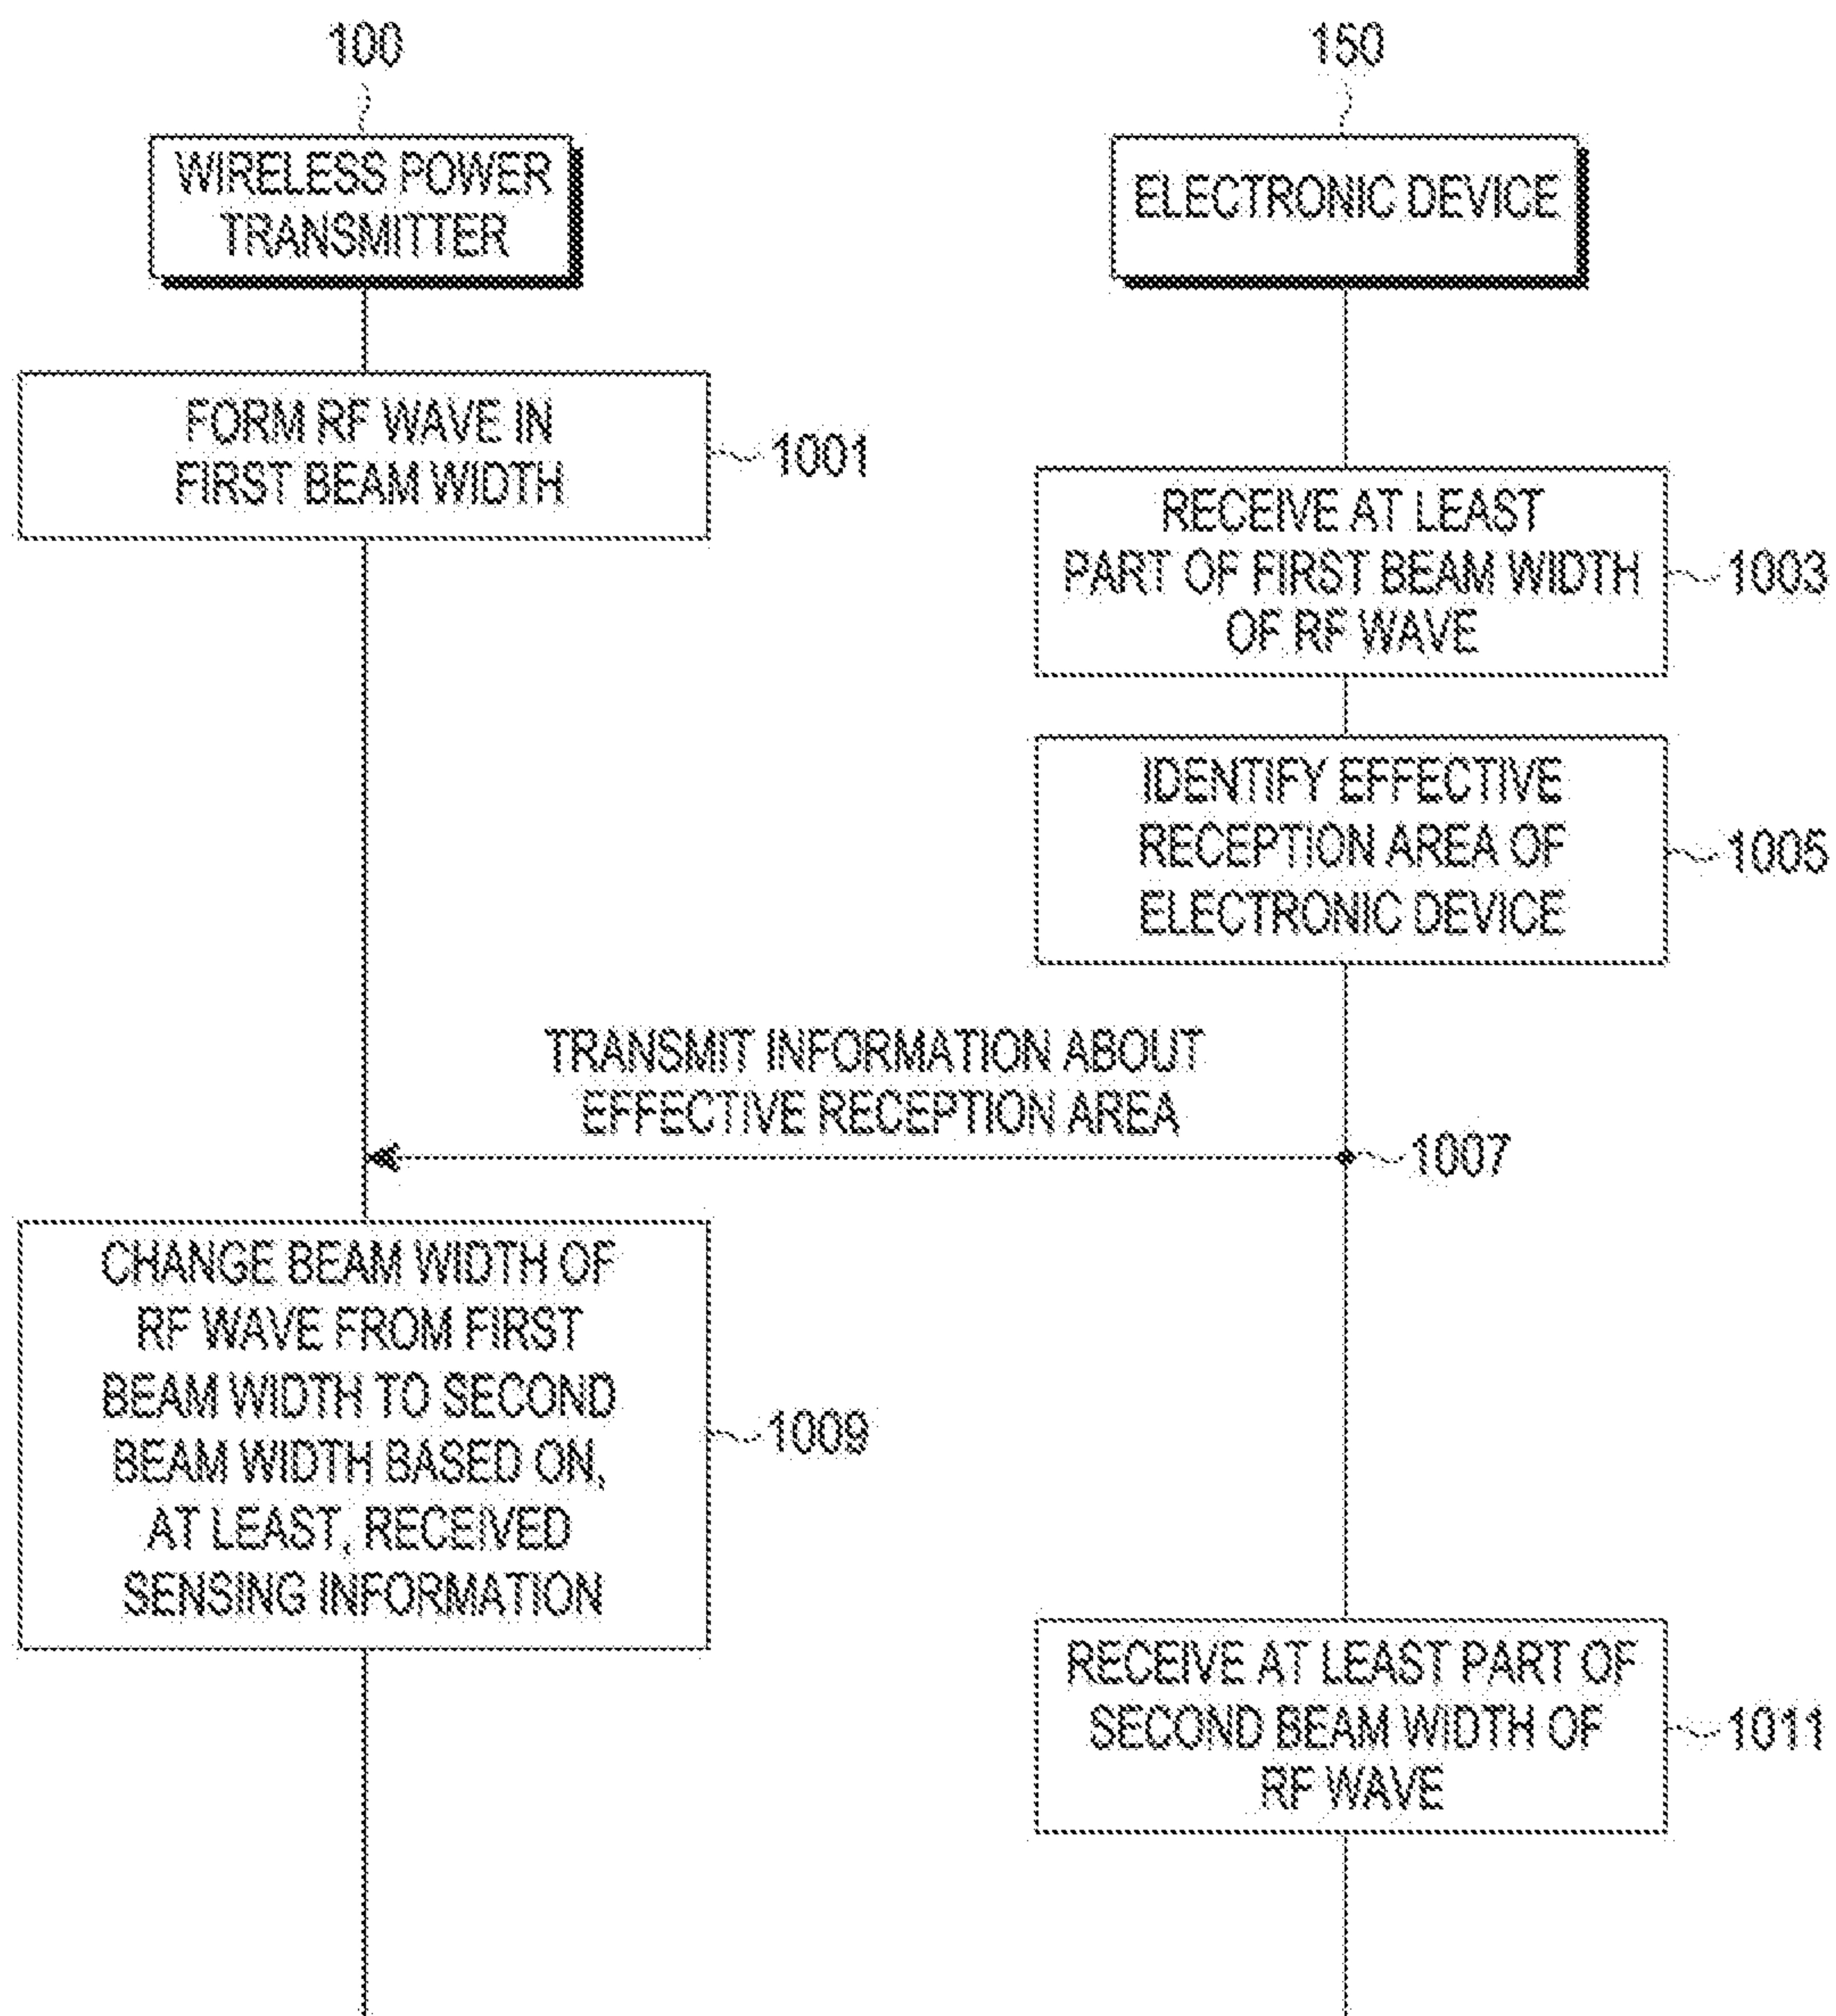 100
150
WIRELESS POWER
TRANSMITTER
ELECTRONIC DEVICE
FORM RF WAVE IN
FIRST BEAM WIDTH
1001
RECEIVE AT LEAST
PART OF FIRST BEAM WIDTH
OF RF WAVE
1003
IDENTIFY EFFECTIVE
RECEPTION AREA OF
ELECTRONIC DEVICE
1005
TRANSMIT INFORMATION ABOUT
EFFECTIVE RECEPTION AREA
1007
CHANGE BEAM WIDTH OF
RF WAVE FROM FIRST
BEAM WIDTH TO SECOND
BEAM WIDTH BASED ON,
AT LEAST, RECEIVED
SENSING INFORMATION
1009
RECEIVE AT LEAST PART OF
SECOND BEAM WIDTH OF
RF WAVE
1011